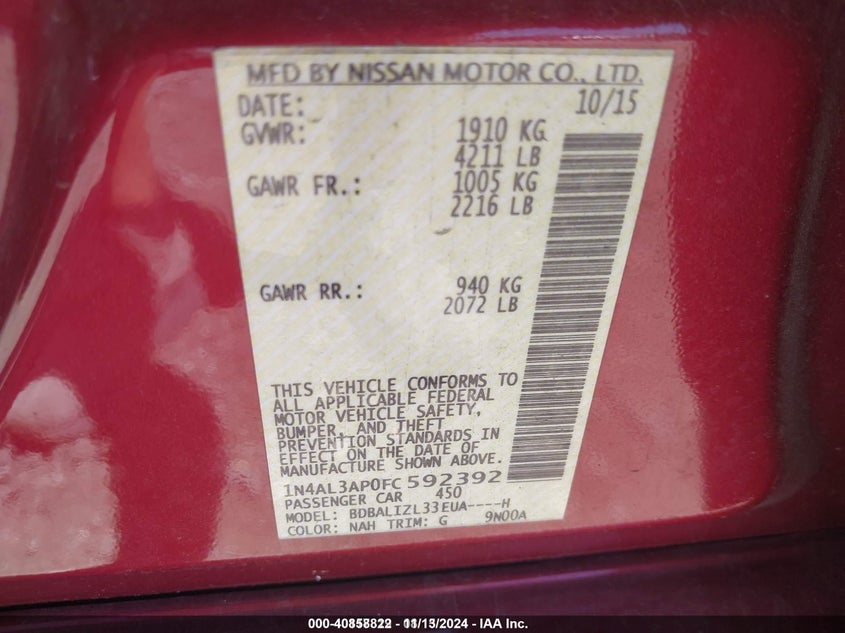 MFD BY NISSAN MOTOR CO., LTD.
DATE: 10/15
GVWR: 1910 KG
4211 LB
GAWR FR.: 1005 KG
2216 LB
GAWR RR.: 940 KG
2072 LB
THIS VEHICLE CONFORMS TO
ALL APPLICABLE FEDERAL
MOTOR VEHICLE SAFETY,
BUMPER, AND THEFT
PREVENTION STANDARDS IN
EFFECT ON THE DATE OF
MANUFACTURE SHOWN ABOVE.
1N4AL3AP0FC592392
PASSENGER CAR 450
MODEL: BDBALIZL33EUA----H
COLOR: NAH TRIM: G 9N00A
- IAA Inc.